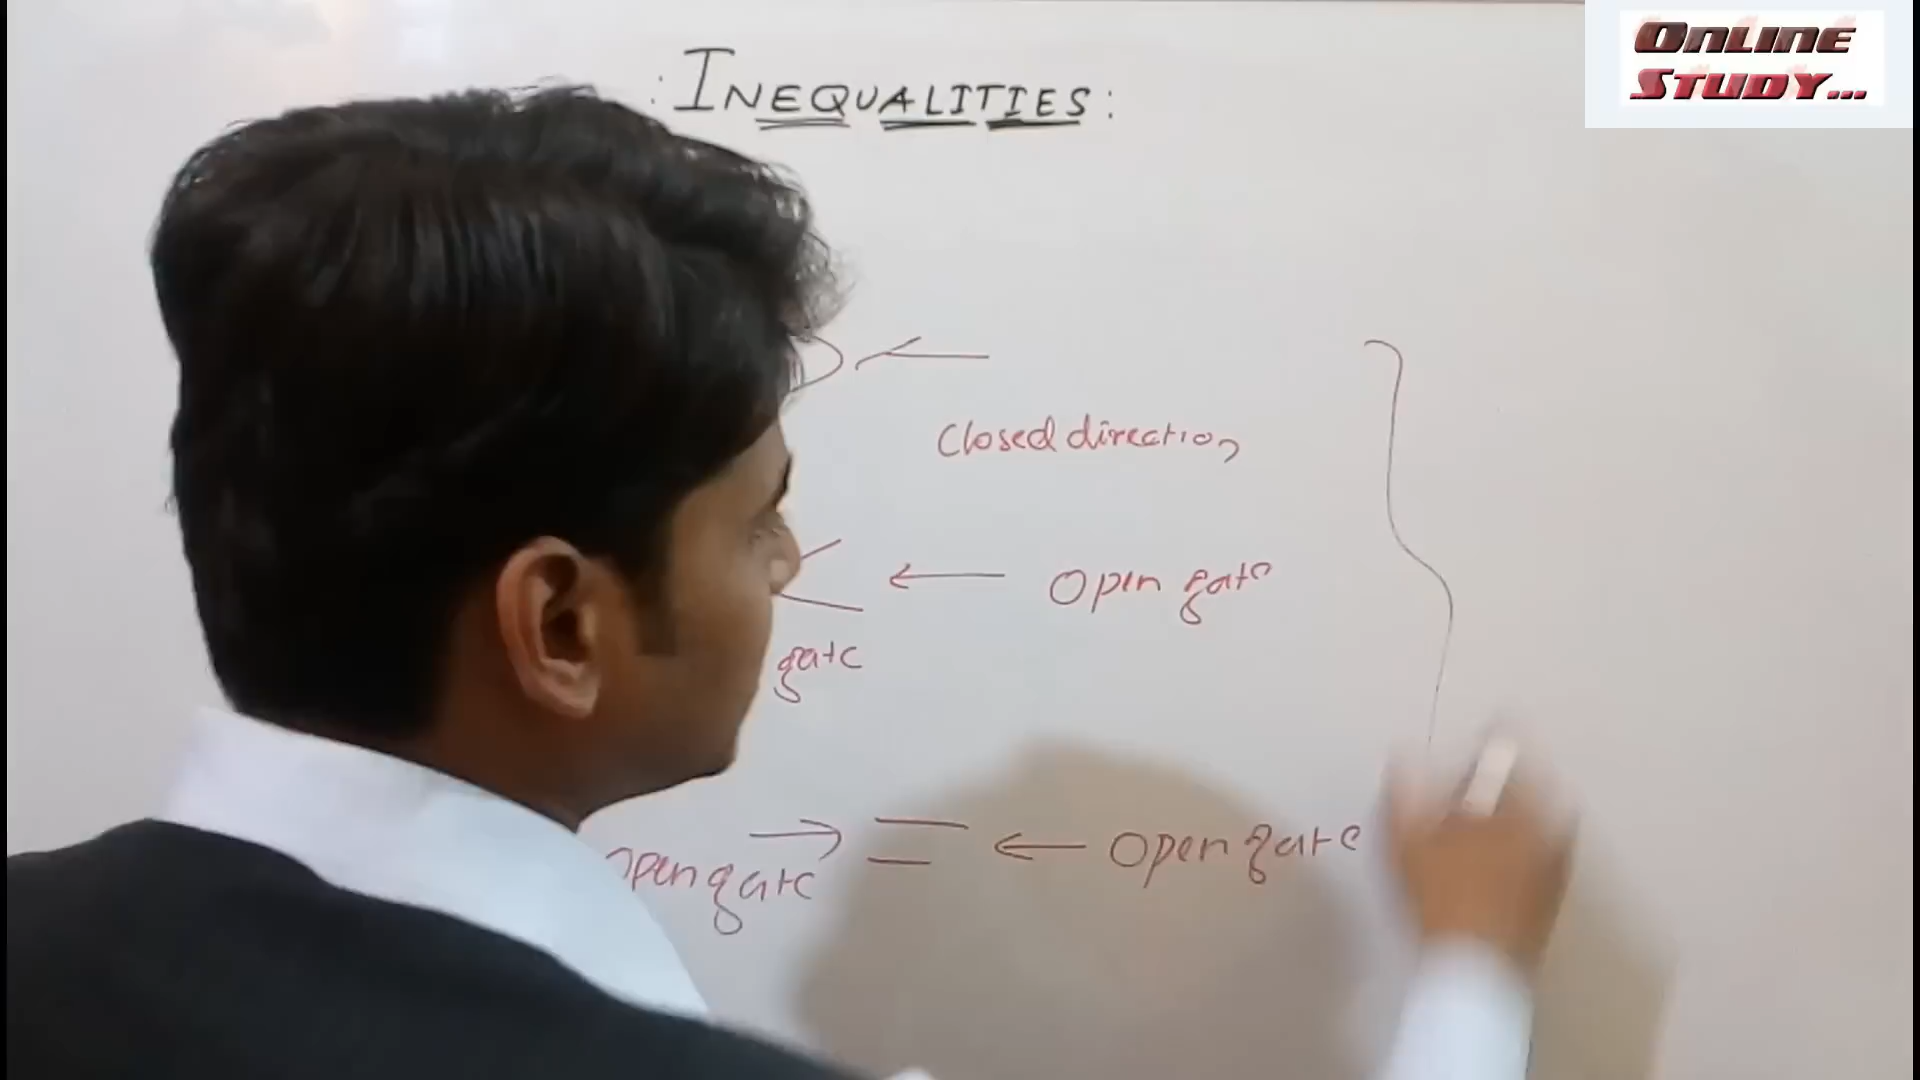 ONLINE
STUDY...
: INEQUALITIES:
Closed direction
Open gate
gate
Open gate
= Open gate